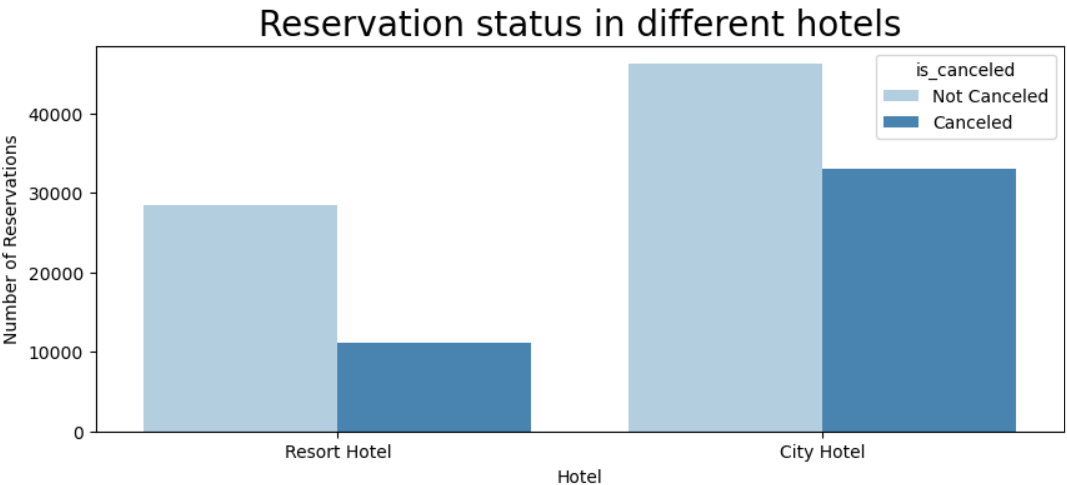 Reservation status in different hotels
is_canceled
Not Canceled
Canceled
Number of Reservations
40000
30000
20000
10000
0
Resort Hotel
City Hotel
Hotel